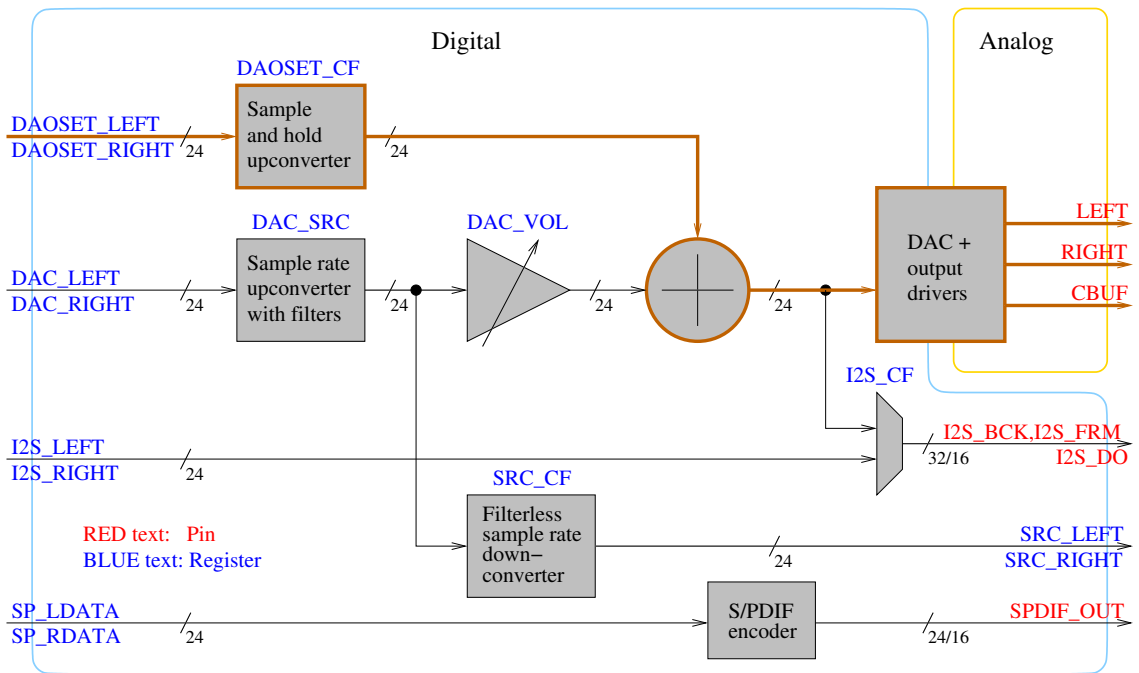 Digital
Analog
DAOSET_CF
Sample
and hold
upconverter
DAOSET_LEFT
DAOSET_RIGHT
24
24
LEFT
RIGHT
CBUF
DAC +
output
drivers
DAC_SRC
DAC_VOL
Sample rate
upconverter
with filters
DAC_LEFT
DAC_RIGHT
24
24
24
24
I2S_CF
I2S_LEFT
I2S_RIGHT
24
I2S_BCK,I2S_FRM
I2S_DO
32/16
SRC_CF
Filterless
sample rate
down−
converter
24
SRC_LEFT
SRC_RIGHT
RED text: Pin
BLUE text: Register
SP_LDATA
SP_RDATA
24
S/PDIF
encoder
24/16
SPDIF_OUT